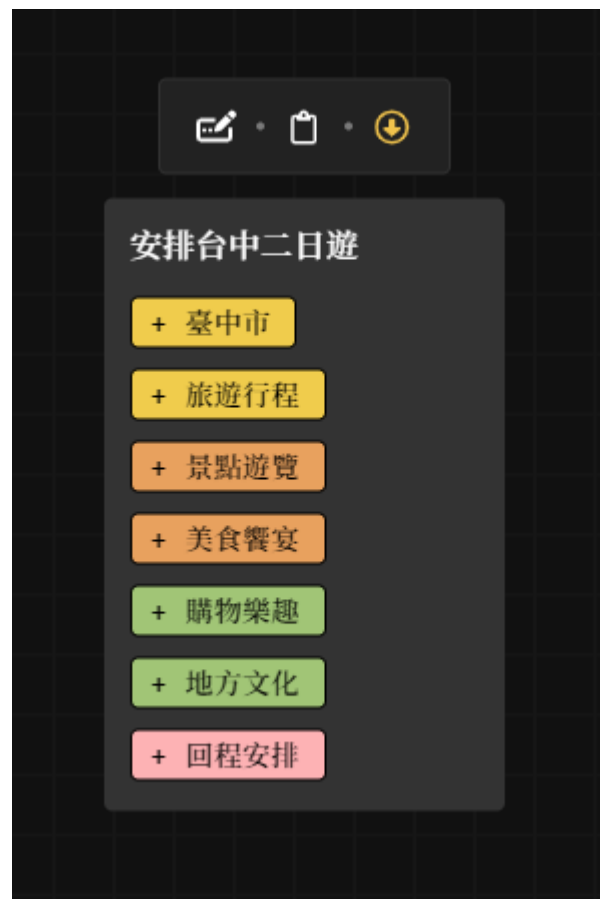 安排台中二日遊
+ 臺中市
+ 旅遊行程
+ 景點遊覽
+ 美食饗宴
+ 購物樂趣
+ 地方文化
+ 回程安排